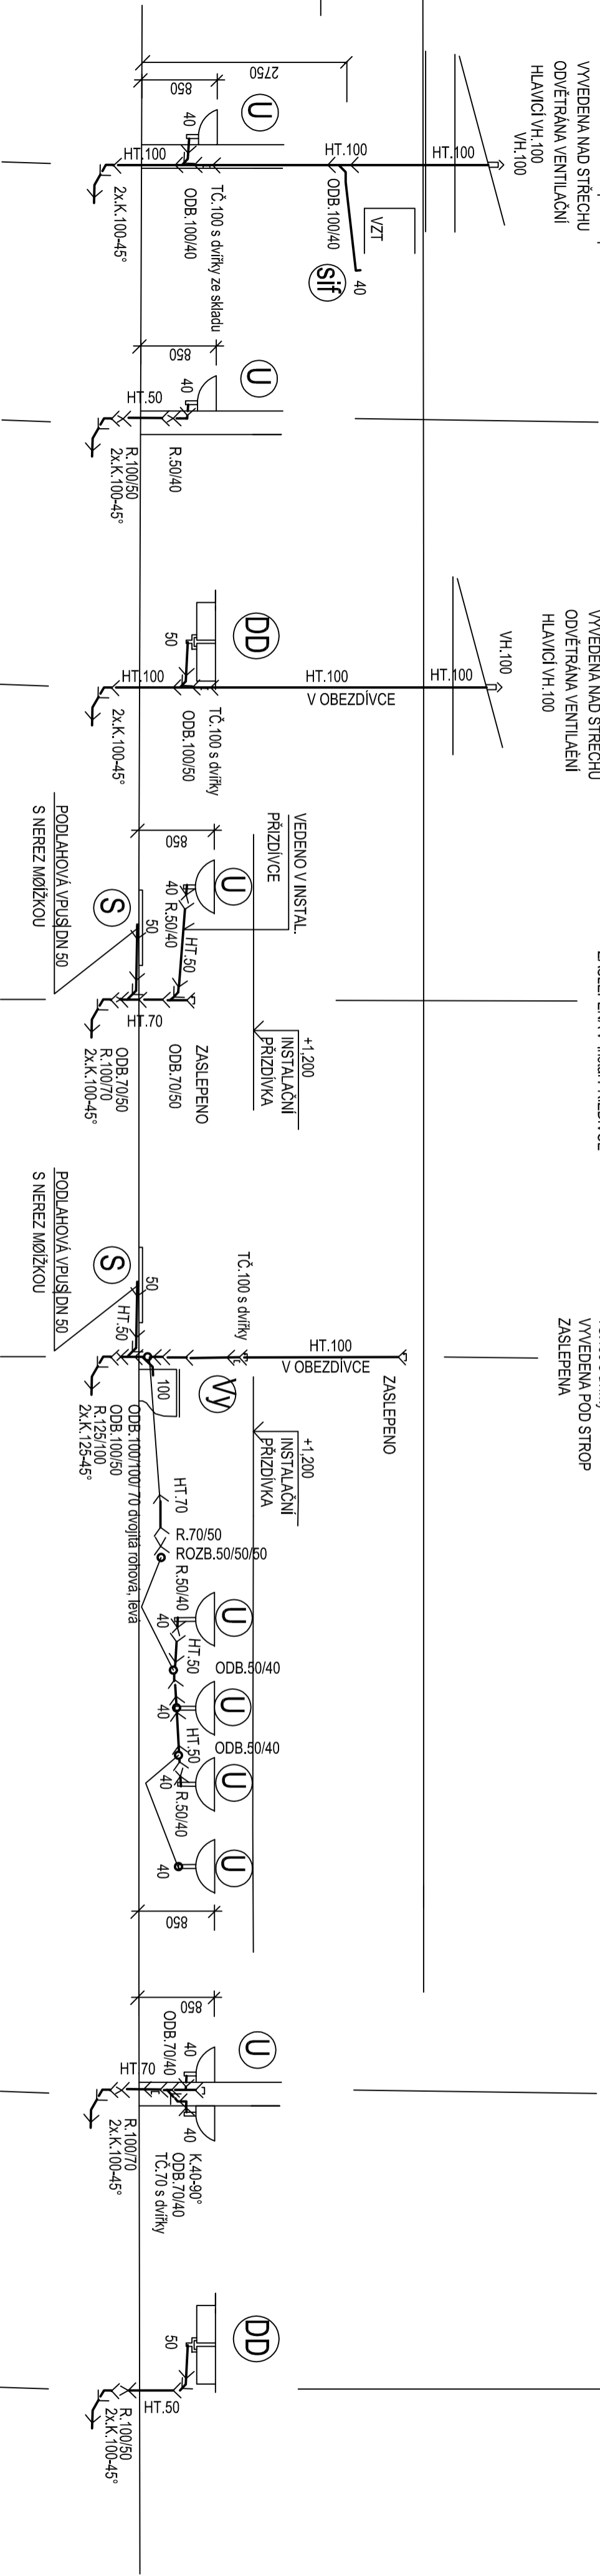 VYVEDENA NAD STŘECHU
ODVĚTRÁNA VENTILAČNÍ
HLAVICÍ VH.100
VH.100
2750
850
U
40
HT.100
HT.100
HT.100
ODB.100/40
VZT
sif
40
TČ.100 s dvířky ze skladu
ODB.100/40
2x.K.100-45°
850
U
40
HT.50
R.50/40
R.100/50
2x.K.100-45°
VYVEDENA NAD STŘECHU
ODVĚTRÁNA VENTILAÈNÍ
HLAVICÍ VH.100
VH.100
DD
50
HT.100
HT.100
HT.100
V OBEZDÍVCE
TČ.100 s dvířky
ODB.100/50
2x.K.100-45°
VEDENO V INSTAL.
PŘIZDÍVCE
850
U
40
R.50/40
HT.50
S
50
PODLAHOVÁ VPUSŤ DN 50
S NEREZ MØÍŽKOU
HT.70
+1,200
INSTALAČNÍ
PŘIZDÍVKA
ZASLEPENO
ODB.70/50
ODB.70/50
R.100/70
2x.K.100-45°
VYVEDENA POD STROP
ZASLEPENA
TČ.100 s dvířky
HT.100
V OBEZDÍVCE
ZASLEPENO
S
50
HT.50
PODLAHOVÁ VPUSŤ DN 50
S NEREZ MØÍŽKOU
Vy
100
+1,200
INSTALAČNÍ
PŘIZDÍVKA
ODB.100/100/ 70 dvojitá rohová, levá
ODB.100/50
R.125/100
2x.K.125-45°
HT.70
R.70/50
ROZB.50/50/50
R.50/40
U
40
HT.50
ODB.50/40
U
40
HT.50
ODB.50/40
U
40
R.50/40
U
40
850
850
U
ODB.70/40
40
HT.70
40
K.40-90°
ODB.70/40
TČ.70 s dvířky
R.100/70
2x.K.100-45°
DD
50
HT.50
R.100/50
2x.K.100-45°